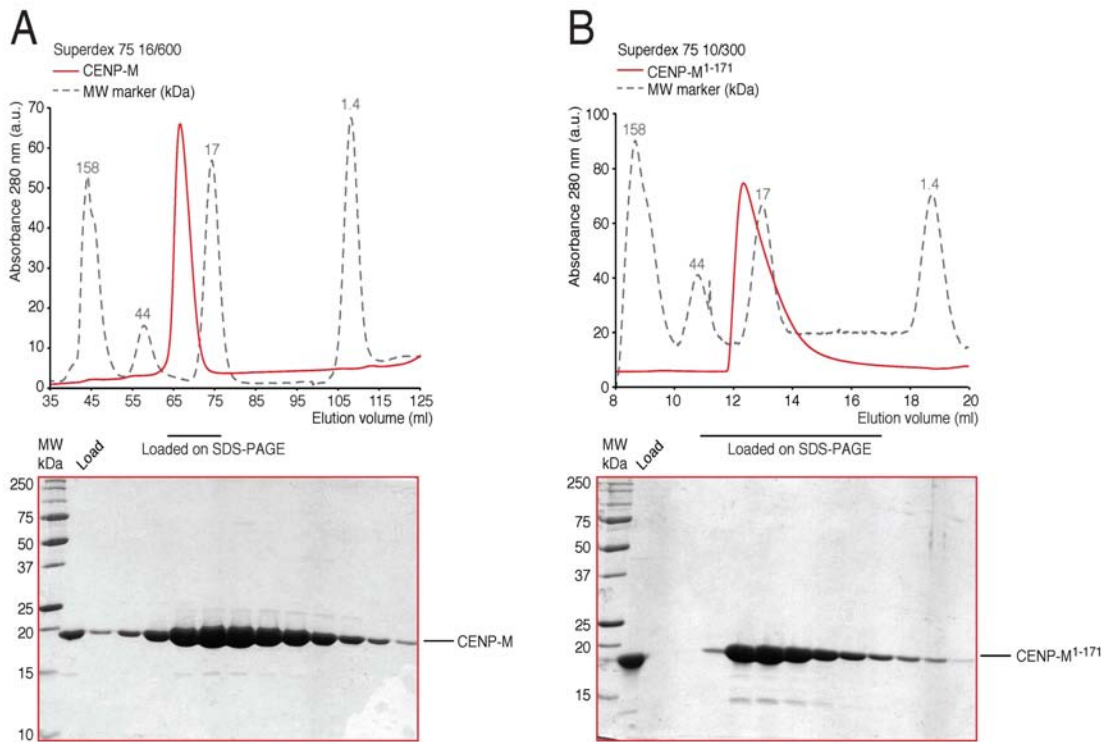 A
Superdex 75 16/600
CENP-M
MW marker (kDa)
Absorbance 280 nm (a.u.)
70
60
50
40
30
20
10
0
158
44
17
1.4
35 45 55 65 75 85 95 105 115 125
Elution volume (ml)
MW
kDa
Load
Loaded on SDS-PAGE
250
75
50
37
25
20
15
10
CENP-M
B
Superdex 75 10/300
CENP-M¹⁻¹⁷¹
MW marker (kDa)
Absorbance 280 nm (a.u.)
100
80
60
40
20
0
158
44
17
1.4
8 10 12 14 16 18 20
Elution volume (ml)
MW
kDa
Load
Loaded on SDS-PAGE
250
75
50
37
25
20
15
CENP-M¹⁻¹⁷¹